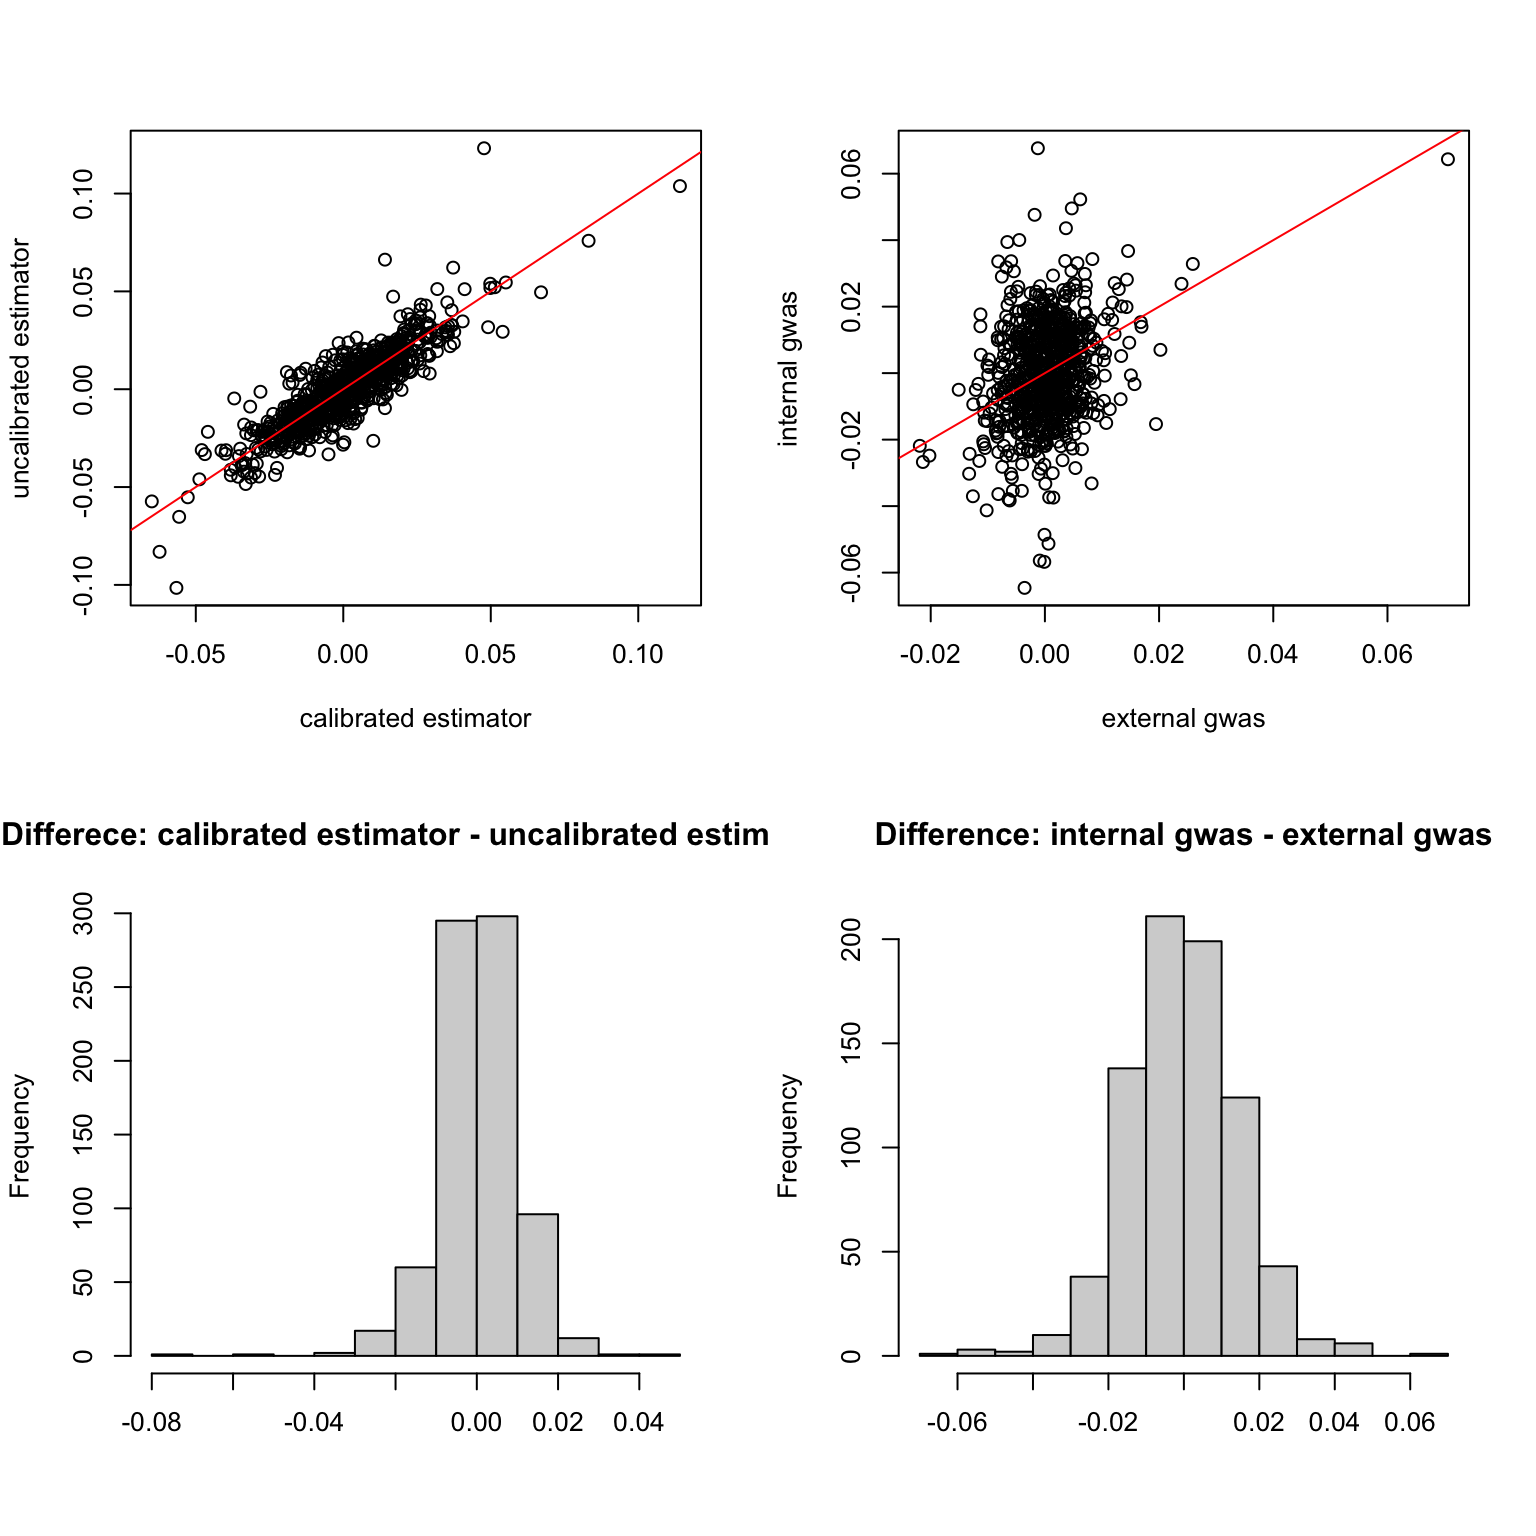 uncalibrated estimator
-0.10 -0.05 0.00 0.05 0.10
-0.05 0.00 0.05 0.10
calibrated estimator
internal gwas
-0.06 -0.02 0.02 0.06
-0.02 0.00 0.02 0.04 0.06
external gwas
Differece: calibrated estimator - uncalibrated estim
Frequency
0 50 100 150 200 250 300
-0.08 -0.04 0.00 0.02 0.04
Difference: internal gwas - external gwas
Frequency
0 50 100 150 200
-0.06 -0.02 0.02 0.04 0.06